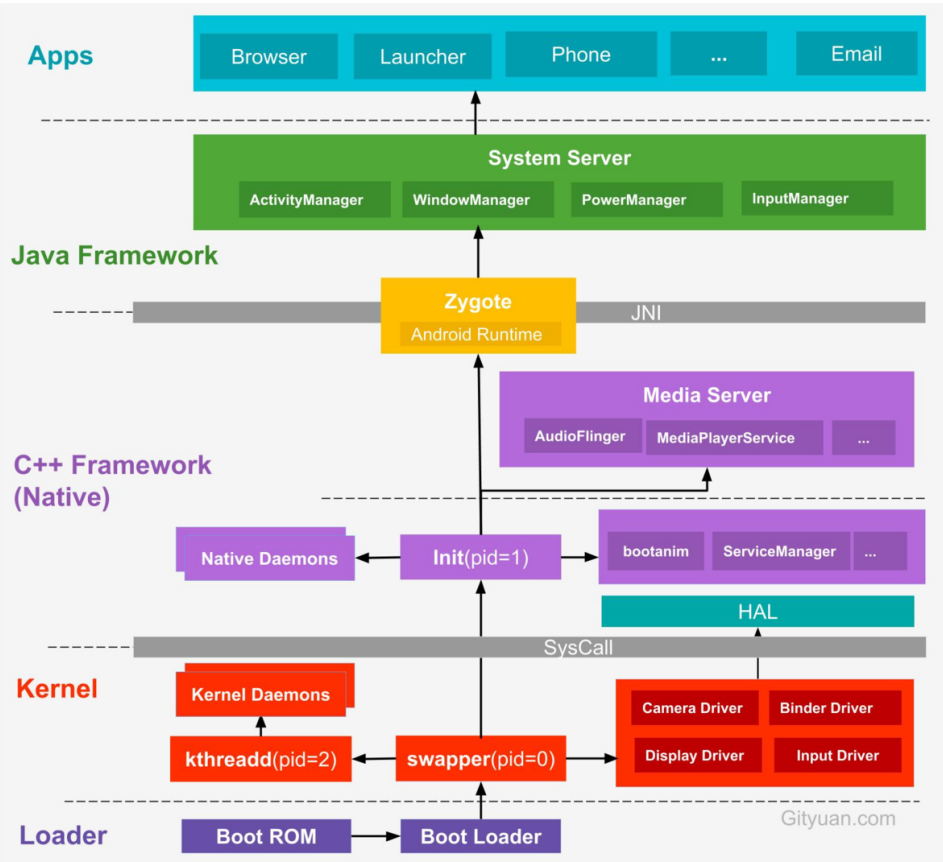 Apps
Browser
Launcher
Phone
...
Email
System Server
ActivityManager
WindowManager
PowerManager
InputManager
Java Framework
Zygote
Android Runtime
JNI
Media Server
AudioFlinger
MediaPlayerService
...
C++ Framework
(Native)
Native Daemons
Init(pid=1)
bootanim
ServiceManager
...
HAL
SysCall
Kernel
Kernel Daemons
Camera Driver
Binder Driver
kthreadd(pid=2)
swapper(pid=0)
Display Driver
Input Driver
Gityuan.com
Loader
Boot ROM
Boot Loader